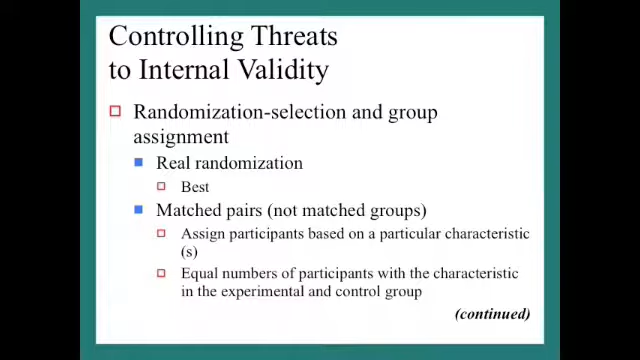 Controlling Threats
to Internal Validity
Randomization-selection and group
assignment
Real randomization
Best
Matched pairs (not matched groups)
Assign participants based on a particular characteristic
(s)
Equal numbers of participants with the characteristic
in the experimental and control group
(continued)